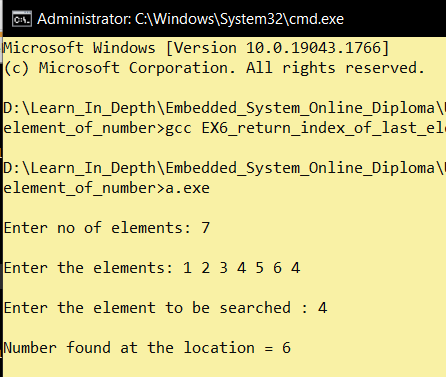 Administrator: C:\Windows\System32\cmd.exe
Microsoft Windows [Version 10.0.19043.1766]
(c) Microsoft Corporation. All rights reserved.
D:\Learn_In_Depth\Embedded_System_Online_Diploma\
element_of_number>gcc EX6_return_index_of_last_el
D:\Learn_In_Depth\Embedded_System_Online_Diploma\
element_of_number>a.exe
Enter no of elements: 7
Enter the elements: 1 2 3 4 5 6 4
Enter the element to be searched : 4
Number found at the location = 6